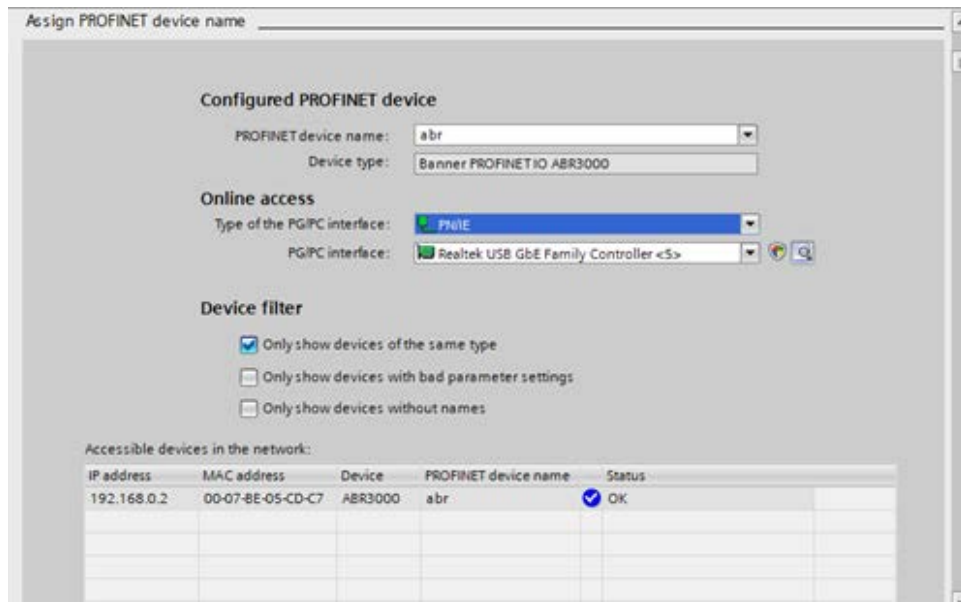 Assign PROFINET device name
Configured PROFINET device
PROFINET device name: abr
Device type: Banner PROFINET IO ABR3000
Online access
Type of the PG/PC interface: PN/IE
PG/PC interface: Realtek USB GbE Family Controller <5>
Device filter
Only show devices of the same type
Only show devices with bad parameter settings
Only show devices without names
Accessible devices in the network:
IP address MAC address Device PROFINET device name Status
192.168.0.2 00-07-BE-05-CD-C7 ABR3000 abr OK